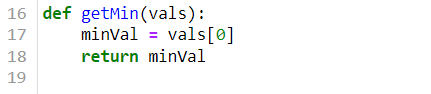 16 def getMin(vals):
17     minVal = vals[0]
18     return minVal
19